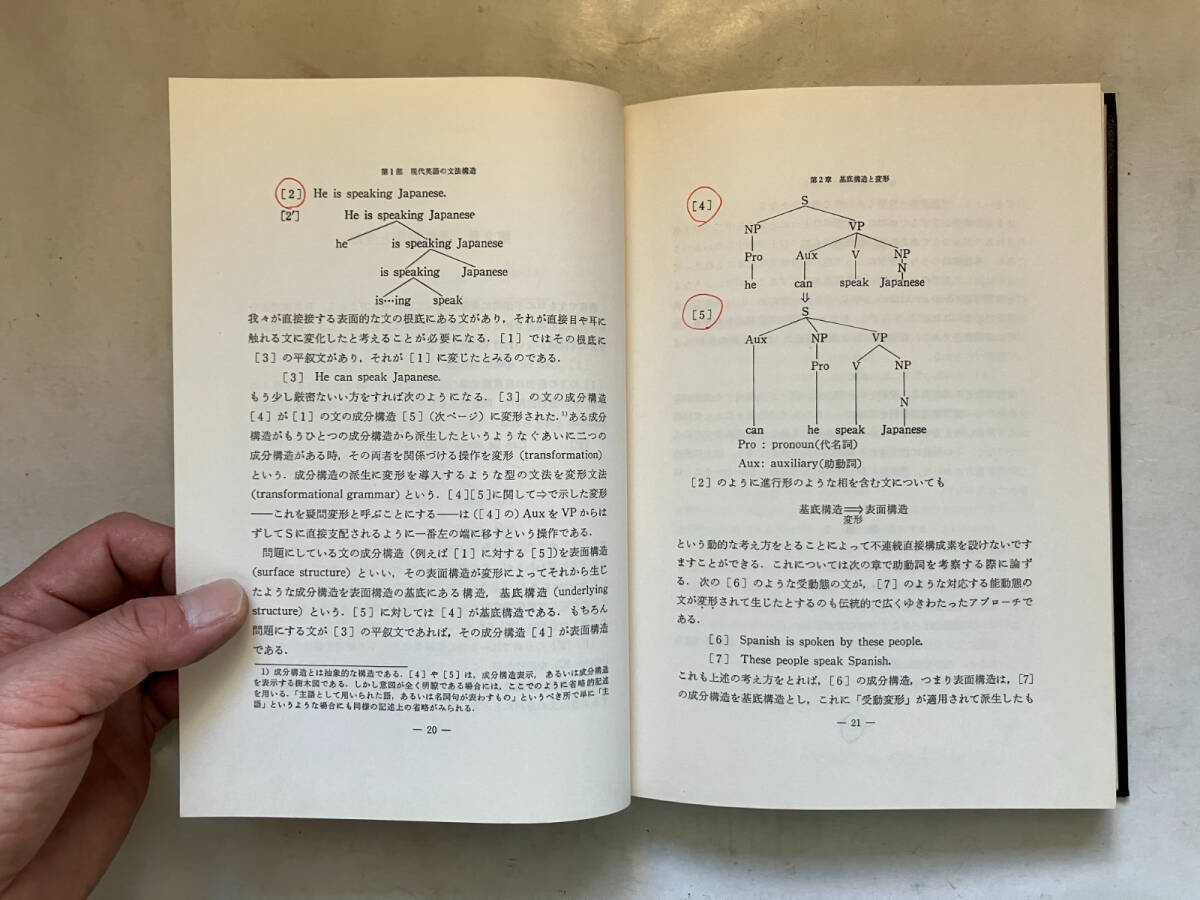 第1部 現代英語の文法構造
[2] He is speaking Japanese.
[2′] He is speaking Japanese
he is speaking Japanese
is speaking Japanese
is…ing speak
我々が直接接する表面的な文の根底にある文があり，それが直接目や耳に
触れる文に変化したと考えることが必要になる．[1]ではその根底に
[3]の平叙文があり，それが[1]に変じたとみるのである．
[3] He can speak Japanese.
もう少し厳密ないい方をすれば次のようになる．[3]の文の成分構造
[4]が[1]の文の成分構造[5]（次ページ）に変形された．¹⁾ある成分
構造がもうひとつの成分構造から派生したというようなぐあいに二つの
成分構造がある時，その両者を関係づける操作を変形（transformation）
という．成分構造の派生に変形を導入するような型の文法を変形文法
(transformational grammar)という．[4][5]に関して⇒で示した変形
――これを疑問変形と呼ぶことにする――は（[4]の）AuxをVPからは
ずしてSに直接支配されるように一番左の端に移すという操作である．
問題にしている文の成分構造（例えば[1]に対する[5]）を表面構造
(surface structure)といい，その表面構造が変形によってそれから生じ
たような成分構造を表面構造の基底にある構造，基底構造（underlying
structure）という．[5]に対しては[4]が基底構造である．もちろん
問題にする文が[3]の平叙文であれば，その成分構造[4]が表面構造
である．
1) 成分構造とは抽象的な構造である．[4]や[5]は，成分構造表示，あるいは成分構造
を表示する樹木図である．しかし意図が全く明瞭である場合には，ここでのように省略的記述
を用いる．「主語として用いられた語，あるいは名詞句が表わすもの」というべき所で単に「主
語」というような場合にも同様の記述上の省略がみられる．
― 20 ―
第2章 基底構造と変形
[4] S
NP VP
Pro Aux V NP
N
he can speak Japanese
⇓
[5] S
Aux NP VP
Pro V NP
N
can he speak Japanese
Pro : pronoun(代名詞)
Aux: auxiliary(助動詞)
[2]のように進行形のような相を含む文についても
基底構造⟹表面構造
変形
という動的な考え方をとることによって不連続直接構成素を設けないです
ますことができる．これについては次の章で助動詞を考察する際に論ず
る．次の[6]のような受動態の文が，[7]のような対応する能動態の
文が変形されて生じたとするのも伝統的で広くゆきわたったアプローチで
ある．
[6] Spanish is spoken by these people.
[7] These people speak Spanish.
これも上述の考え方をとれば，[6]の成分構造，つまり表面構造は，[7]
の成分構造を基底構造とし，これに「受動変形」が適用されて派生したも
― 21 ―